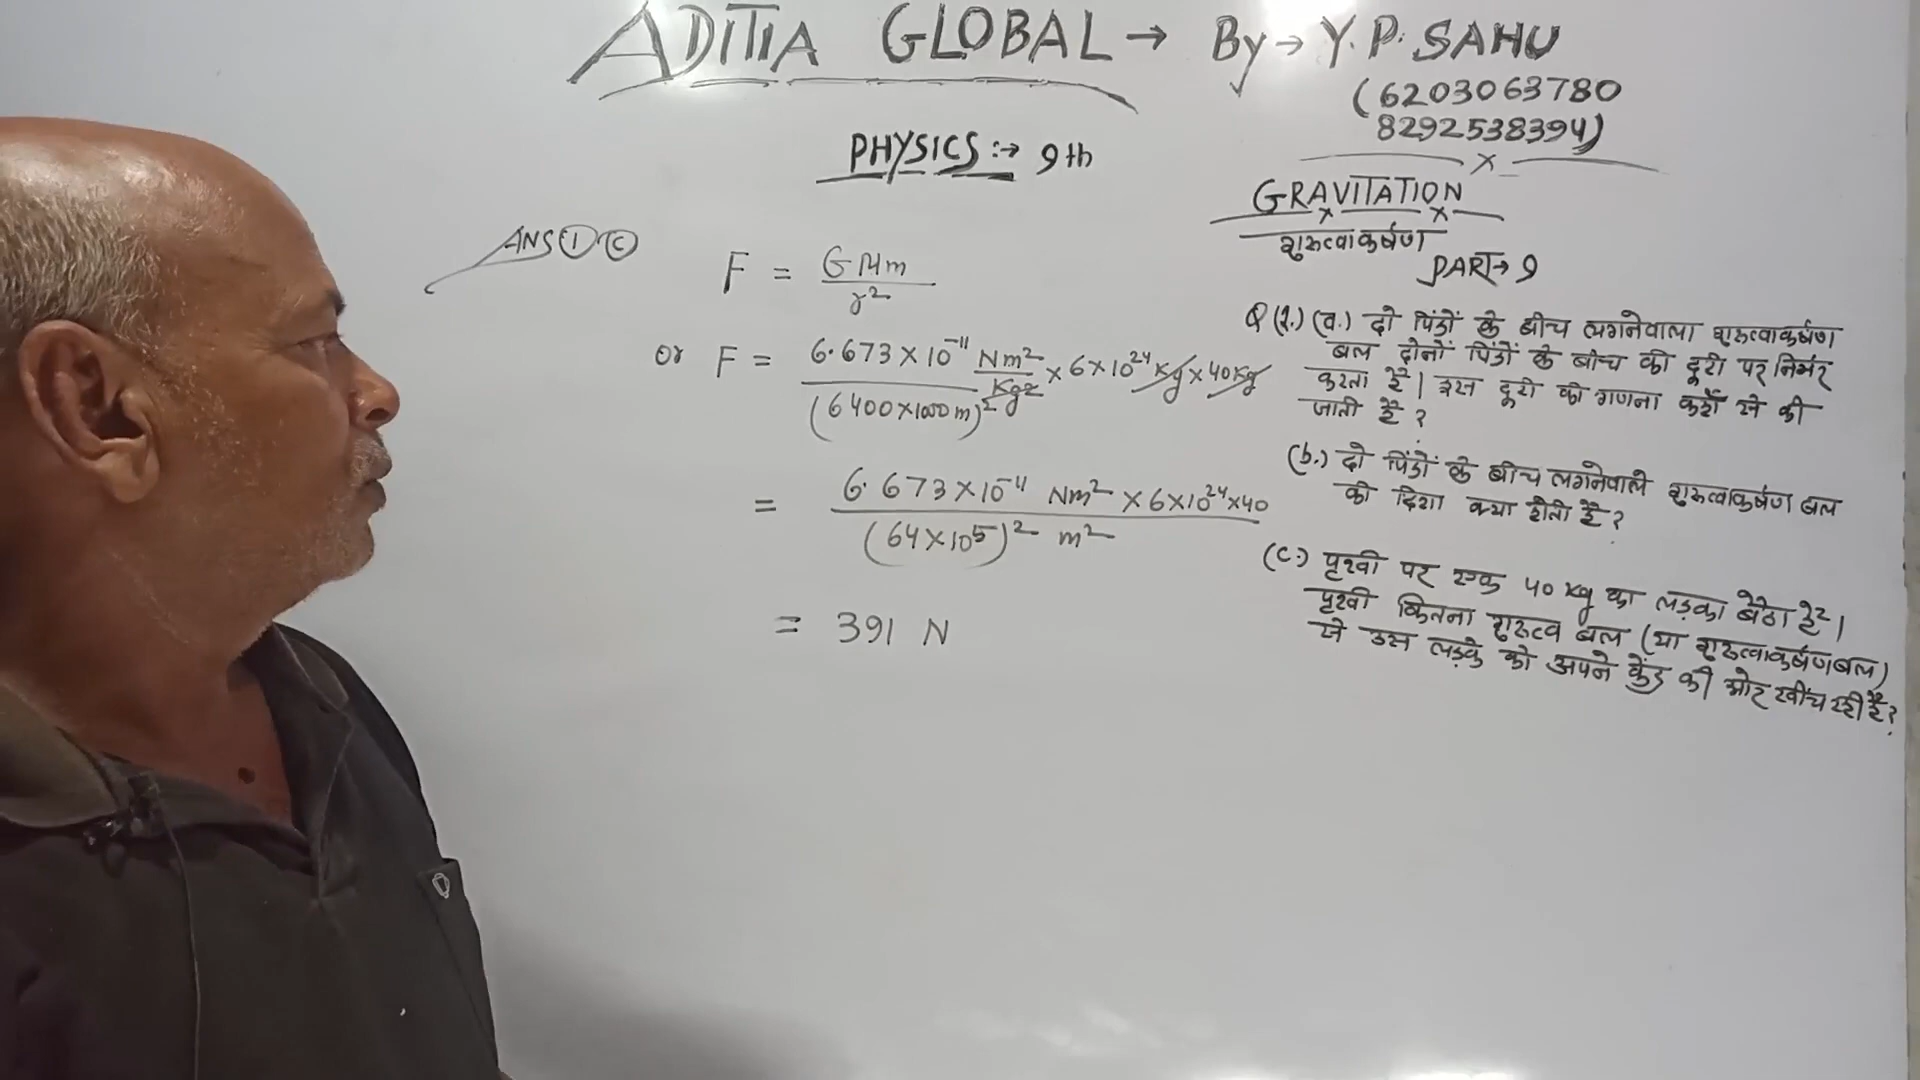 ADITIA GLOBAL → By → Y. P. SAHU
(6203063780
8292538394)
PHYSICS :→ 9th
GRAVITATION
गुरुत्वाकर्षण
PART→ 9
ANS ① ⓒ
F = GMm / r²
or F = 6.673 × 10⁻¹¹ Nm²/Kg² × 6 × 10²⁴ Kg × 40 Kg / (6400 × 1000 m)²
= 6.673 × 10⁻¹¹ Nm² × 6 × 10²⁴ × 40 / (64 × 10⁵)² m²
= 391 N
Q (1.) (a.) दो पिंडों के बीच लगनेवाला गुरुत्वाकर्षण
बल दोनों पिंडों के बीच की दूरी पर निर्भर
करता है। इस दूरी की गणना कहाँ से की
जाती है ?
(b.) दो पिंडों के बीच लगनेवाले गुरुत्वाकर्षण बल
की दिशा क्या होती है ?
(c.) पृथ्वी पर एक 40 kg का लड़का बैठा है।
पृथ्वी कितना गुरुत्व बल (या गुरुत्वाकर्षण बल)
से उस लड़के को अपने केंद्र की ओर खींच रही है ?